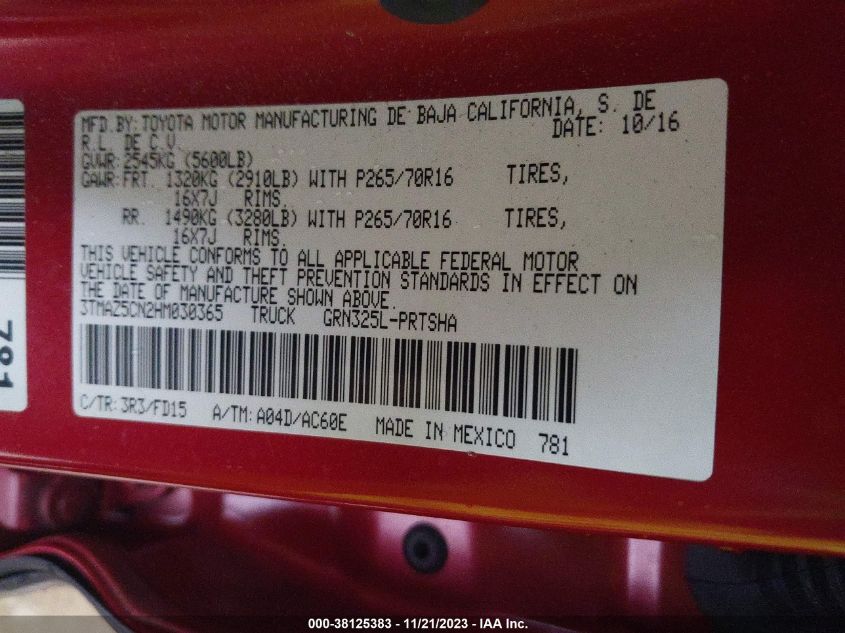 MFD.BY:TOYOTA MOTOR MANUFACTURING DE BAJA CALIFORNIA, S. DE
R.L. DE C.V.
DATE: 10/16
GVWR:2545KG (5600LB)
GAWR:FRT. 1320KG (2910LB) WITH P265/70R16 TIRES,
16X7J RIMS.
RR. 1490KG (3280LB) WITH P265/70R16 TIRES,
16X7J RIMS.
THIS VEHICLE CONFORMS TO ALL APPLICABLE FEDERAL MOTOR
VEHICLE SAFETY AND THEFT PREVENTION STANDARDS IN EFFECT ON
THE DATE OF MANUFACTURE SHOWN ABOVE.
3TMAZ5CN2HM030365 TRUCK GRN325L-PRTSHA
C/TR:3R3/FD15 A/TM:A04D/AC60E MADE IN MEXICO 781
781
000-38125383 - 11/21/2023 - IAA Inc.